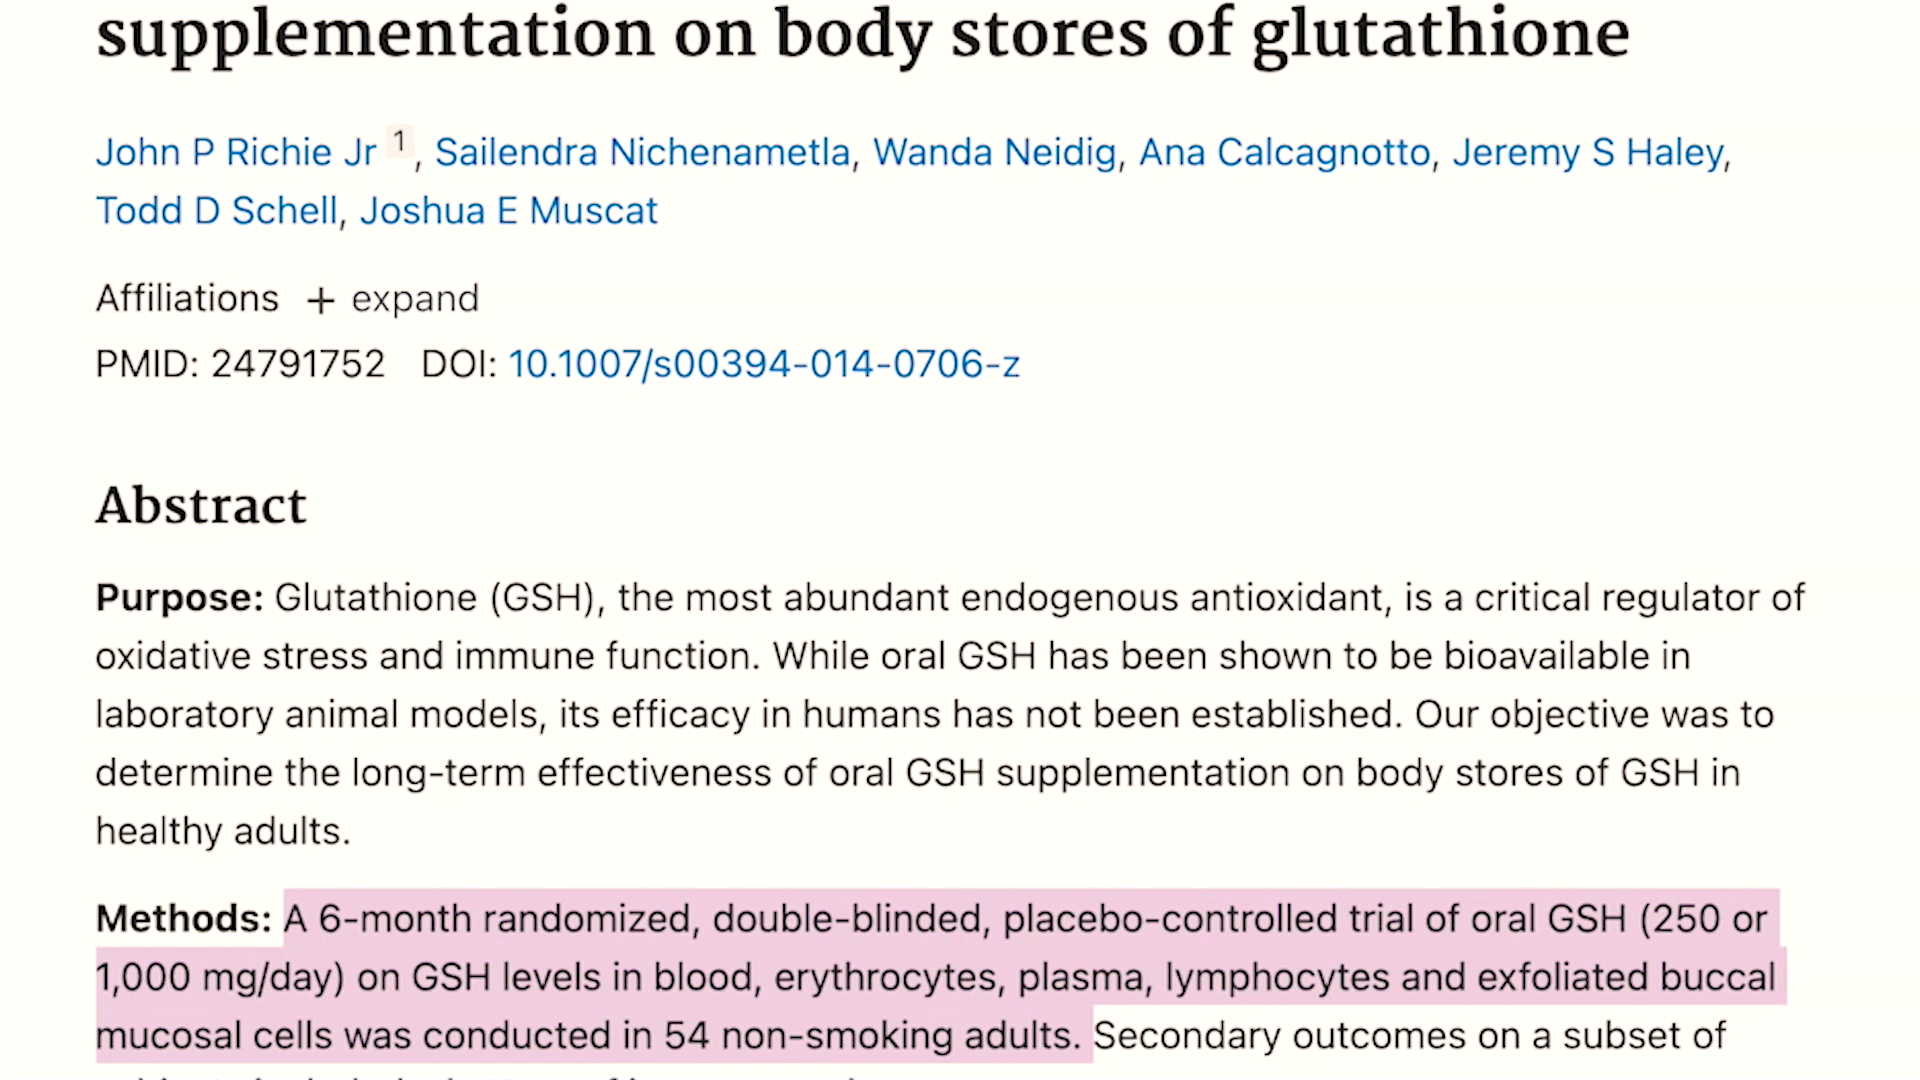 supplementation on body stores of glutathione
John P Richie Jr 1, Sailendra Nichenametla, Wanda Neidig, Ana Calcagnotto, Jeremy S Haley,
Todd D Schell, Joshua E Muscat
Affiliations + expand
PMID: 24791752 DOI: 10.1007/s00394-014-0706-z
Abstract
Purpose: Glutathione (GSH), the most abundant endogenous antioxidant, is a critical regulator of
oxidative stress and immune function. While oral GSH has been shown to be bioavailable in
laboratory animal models, its efficacy in humans has not been established. Our objective was to
determine the long-term effectiveness of oral GSH supplementation on body stores of GSH in
healthy adults.
Methods: A 6-month randomized, double-blinded, placebo-controlled trial of oral GSH (250 or
1,000 mg/day) on GSH levels in blood, erythrocytes, plasma, lymphocytes and exfoliated buccal
mucosal cells was conducted in 54 non-smoking adults. Secondary outcomes on a subset of